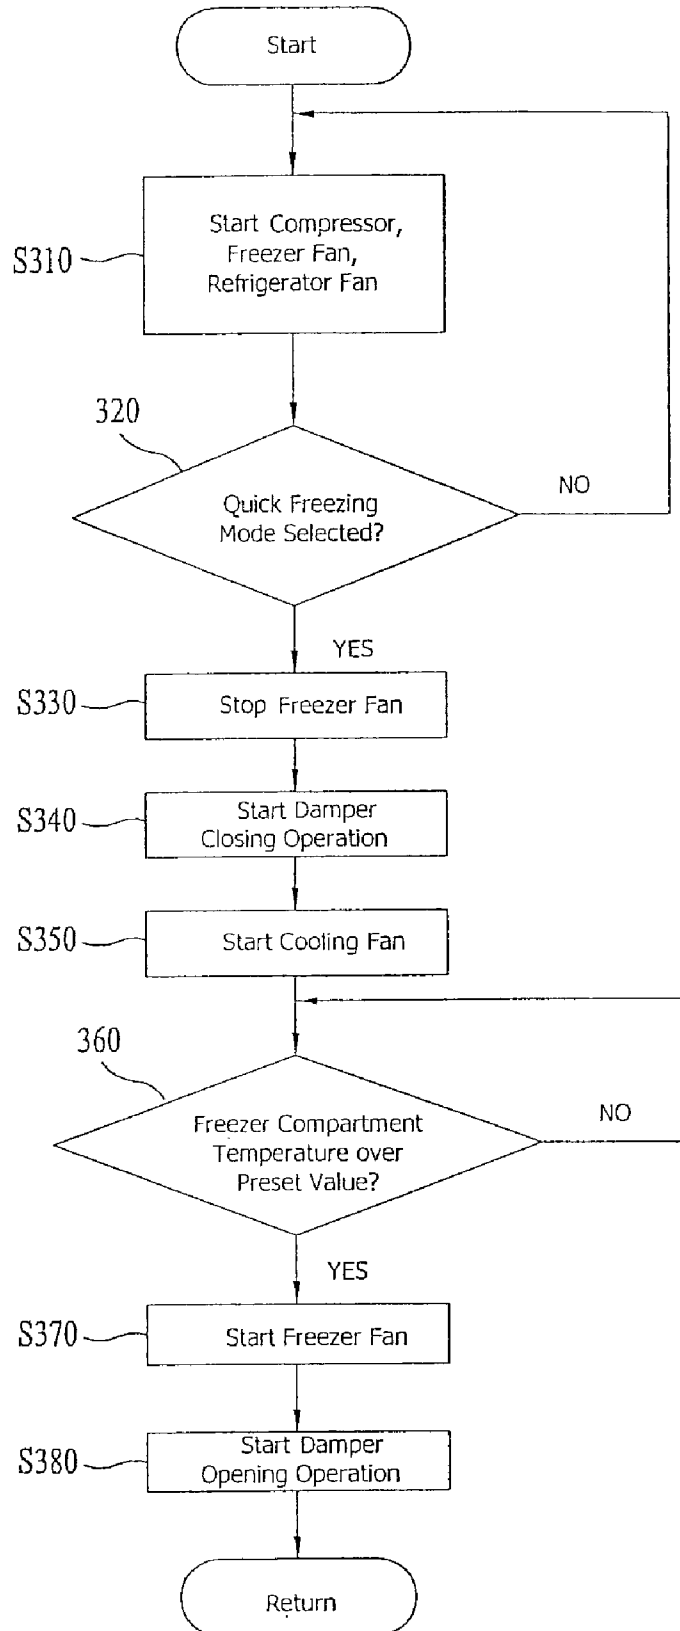 Start
Start Compressor,
Freezer Fan,
Refrigerator Fan
S310
320
Quick Freezing
Mode Selected?
NO
YES
S330
Stop Freezer Fan
S340
Start Damper
Closing Operation
S350
Start Cooling Fan
360
Freezer Compartment
Temperature over
Preset Value?
NO
YES
S370
Start Freezer Fan
S380
Start Damper
Opening Operation
Return